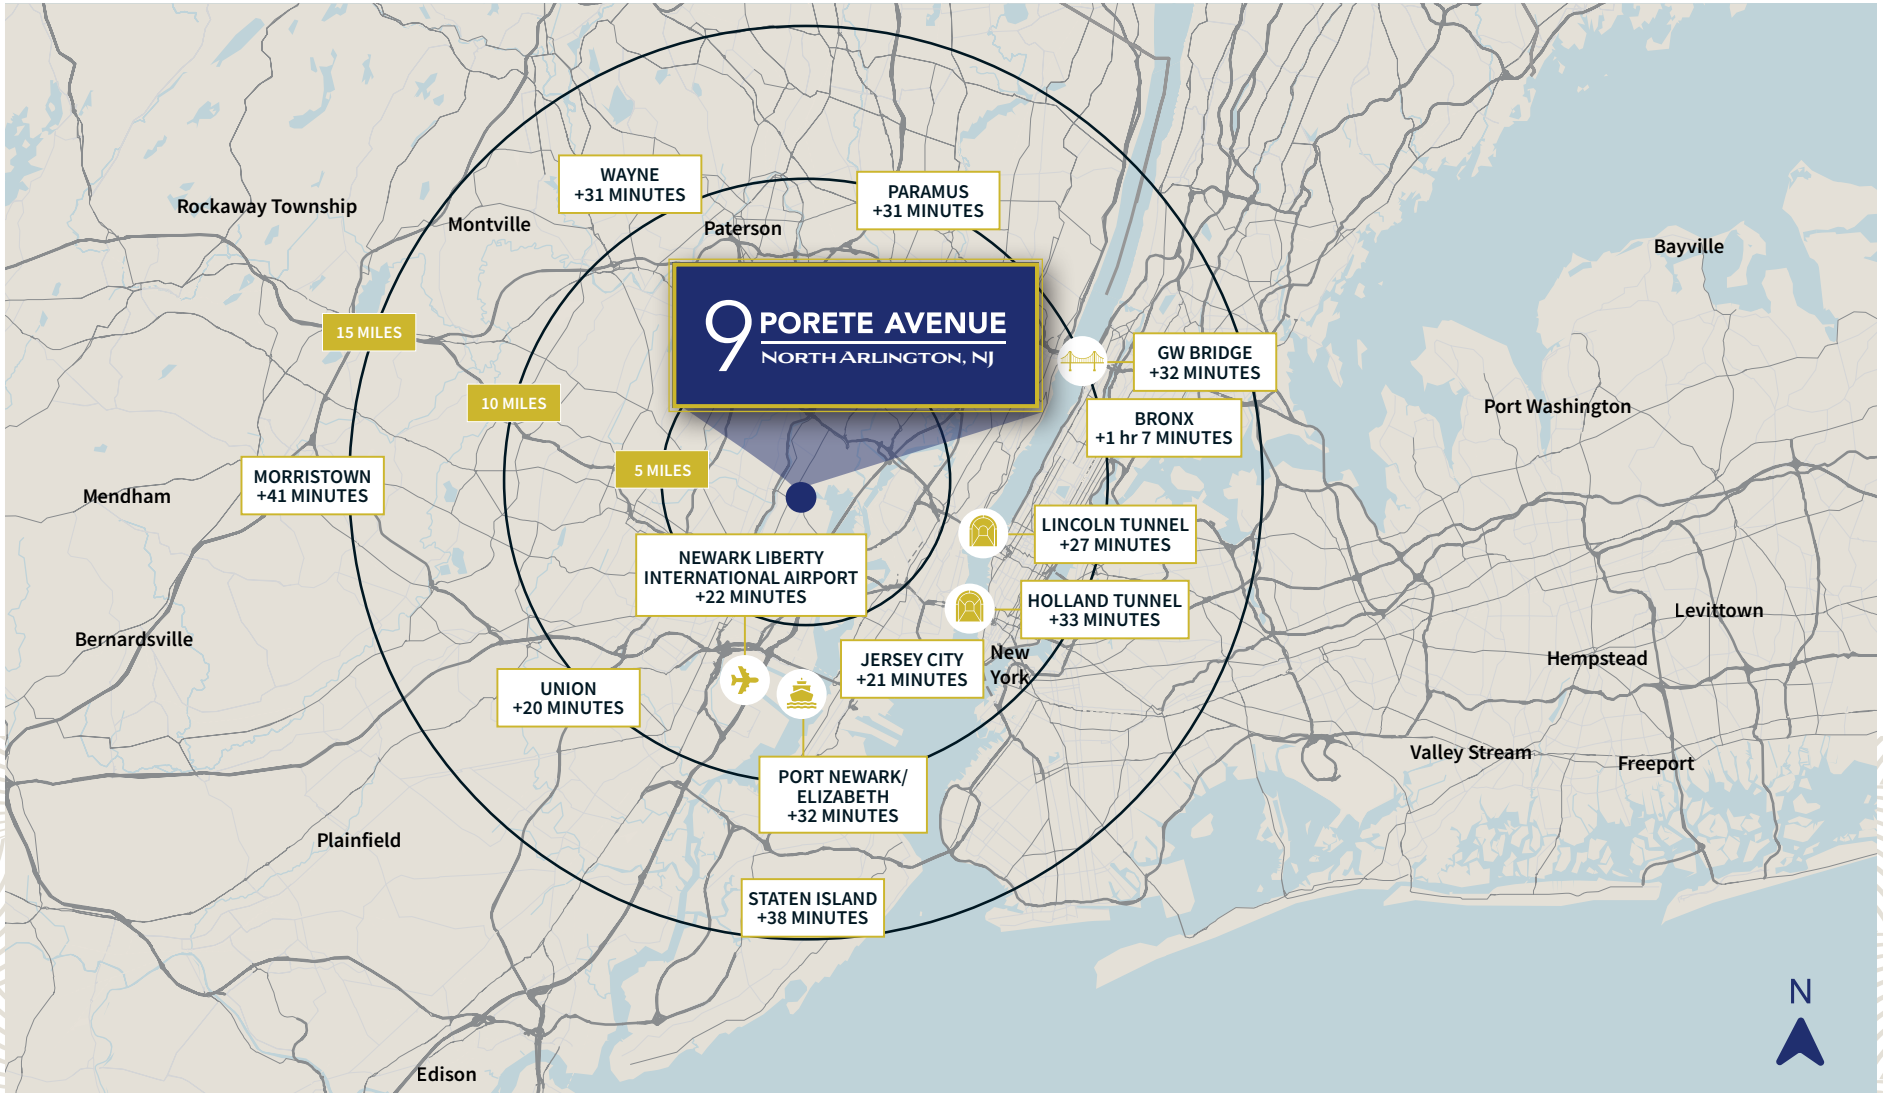 WAYNE
+31 MINUTES
PARAMUS
+31 MINUTES
Rockaway Township
Montville
Paterson
Bayville
9 PORETE AVENUE
NORTH ARLINGTON, NJ
15 MILES
GW BRIDGE
+32 MINUTES
10 MILES
Port Washington
BRONX
+1 hr 7 MINUTES
5 MILES
MORRISTOWN
+41 MINUTES
Mendham
LINCOLN TUNNEL
+27 MINUTES
NEWARK LIBERTY
INTERNATIONAL AIRPORT
+22 MINUTES
HOLLAND TUNNEL
+33 MINUTES
Levittown
Bernardsville
New
York
JERSEY CITY
+21 MINUTES
Hempstead
UNION
+20 MINUTES
Valley Stream
Freeport
PORT NEWARK/
ELIZABETH
+32 MINUTES
Plainfield
STATEN ISLAND
+38 MINUTES
N
Edison